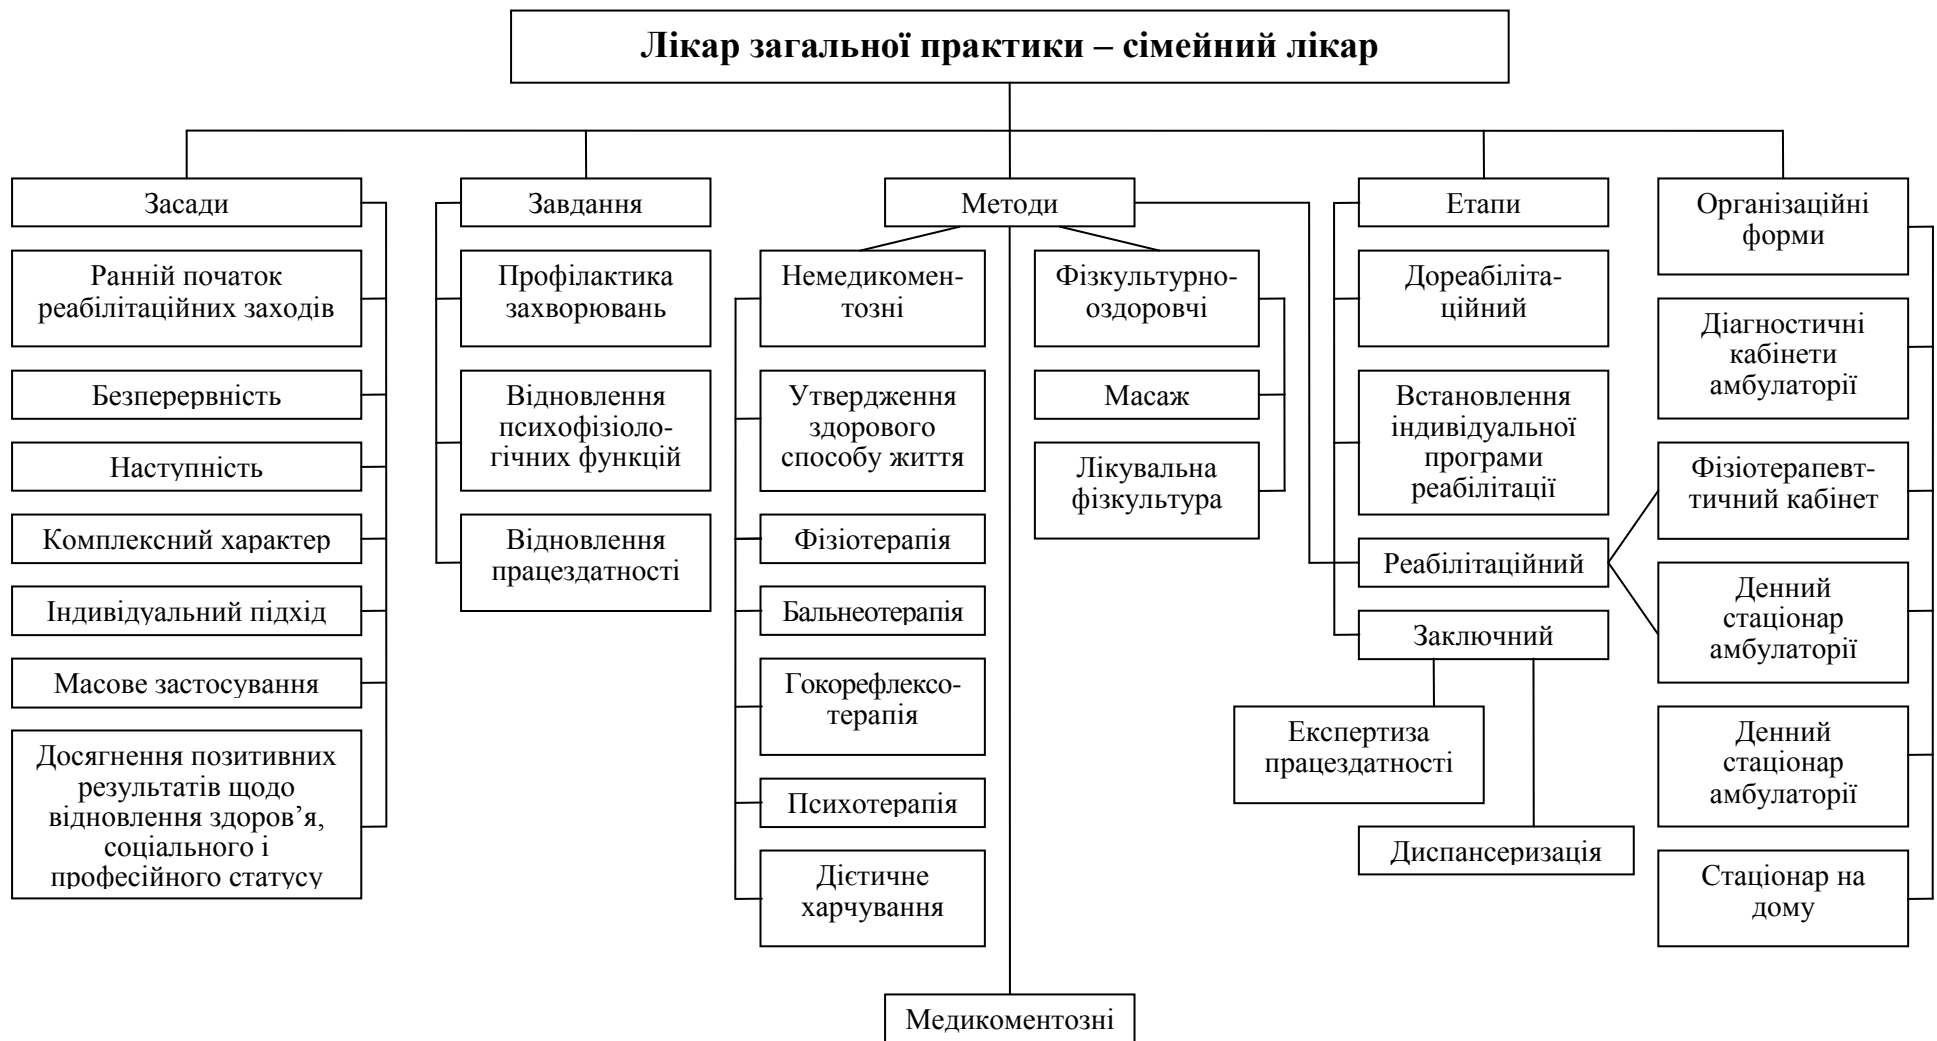 Лікар загальної практики – сімейний лікар
Засади
Ранній початок
реабілітаційних заходів
Безперервність
Наступність
Комплексний характер
Індивідуальний підхід
Масове застосування
Досягнення позитивних
результатів щодо
відновлення здоров’я,
соціального і
професійного статусу
Завдання
Профілактика
захворювань
Відновлення
психофізіоло-
гічних функцій
Відновлення
працездатності
Методи
Немедикомен-
тозні
Утвердження
здорового
способу життя
Фізіотерапія
Бальнеотерапія
Гокорефлексо-
терапія
Психотерапія
Дієтичне
харчування
Фізкультурно-
оздоровчі
Масаж
Лікувальна
фізкультура
Медикоментозні
Етапи
Дореабіліта-
ційний
Встановлення
індивідуальної
програми
реабілітації
Реабілітаційний
Заключний
Експертиза
працездатності
Диспансеризація
Організаційні
форми
Діагностичні
кабінети
амбулаторії
Фізіотерапевт-
тичний кабінет
Денний
стаціонар
амбулаторії
Денний
стаціонар
амбулаторії
Стаціонар на
дому